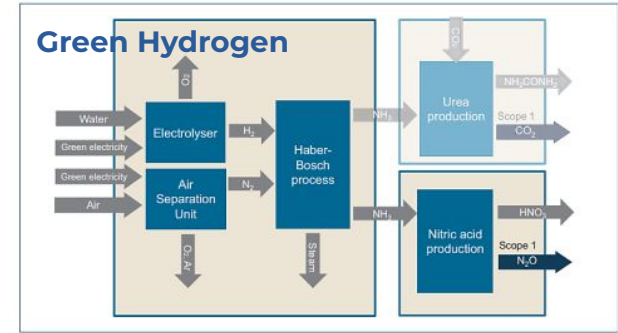 Green Hydrogen
O₂
CO₂
Water
Electrolyser
H₂
Green electricity
Green electricity
Air
Air
Separation
Unit
N₂
O₂, Ar
Haber-
Bosch
process
Steam
NH₃
NH₃
Urea
production
NH₂CONH₂
Scope 1
CO₂
Nitric acid
production
HNO₃
Scope 1
N₂O